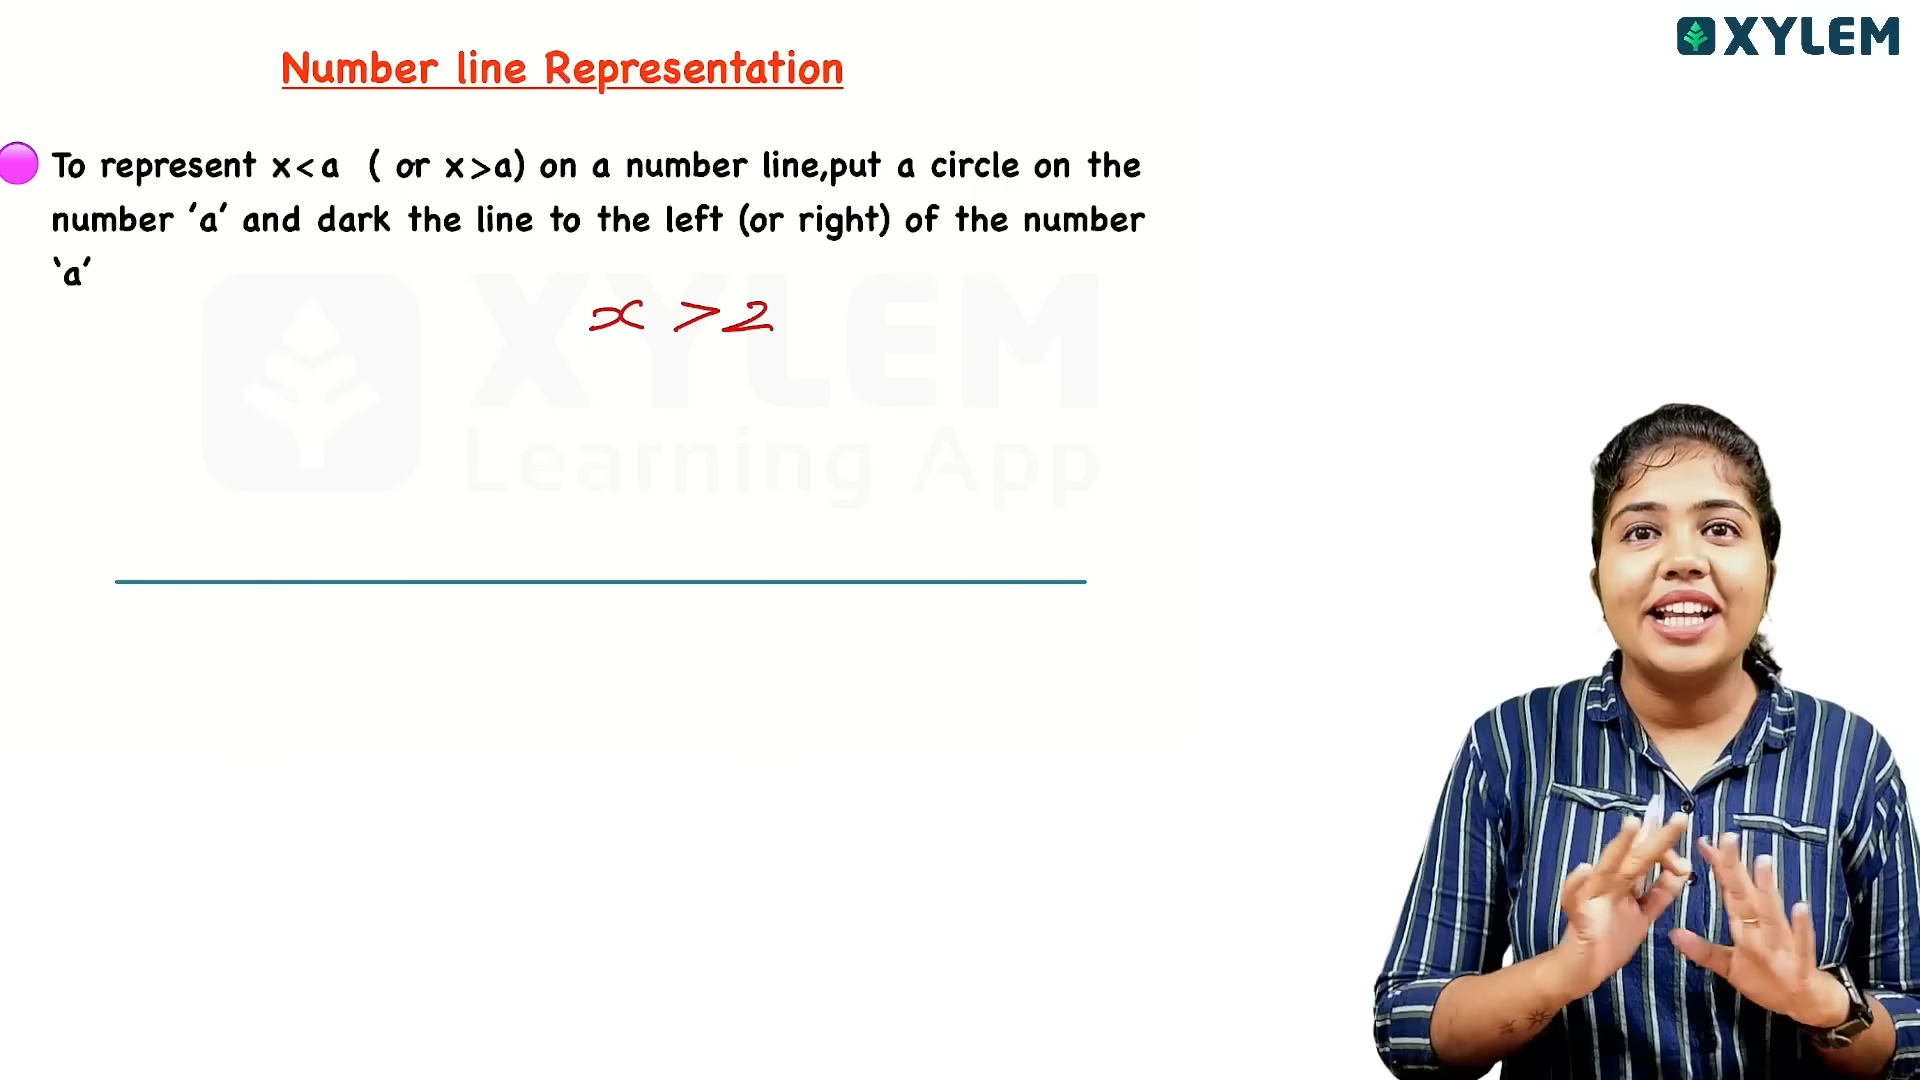 XYLEM
Number line Representation
To represent x<a ( or x>a) on a number line,put a circle on the
number ’a’ and dark the line to the left (or right) of the number
‘a’
x > 2
XYLEM
Learning App